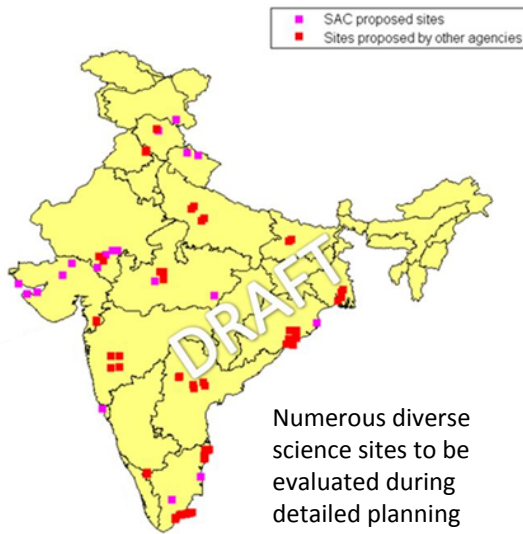 SAC proposed sites
Sites proposed by other agencies
DRAFT
Numerous diverse
science sites to be
evaluated during
detailed planning